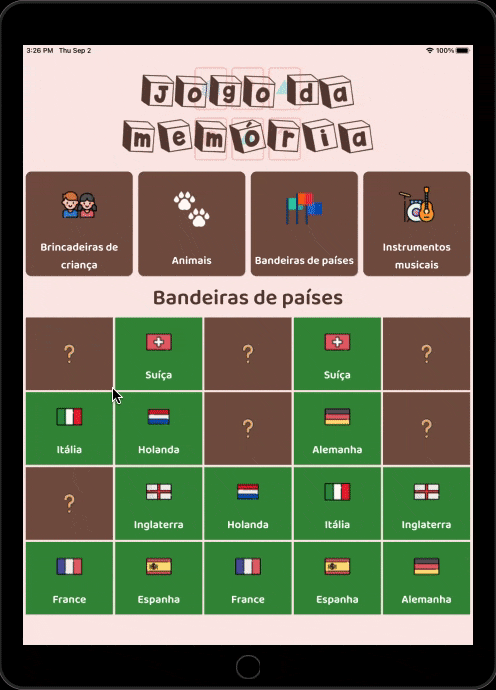 3:26 PM Thu Sep 2
100%
Jogo da
memória
Brincadeiras de
criança
Animais
Bandeiras de países
Instrumentos
musicais
Bandeiras de países
?
Suíça
?
Suíça
?
Itália
Holanda
?
Alemanha
?
?
Inglaterra
Holanda
Itália
Inglaterra
France
Espanha
France
Espanha
Alemanha